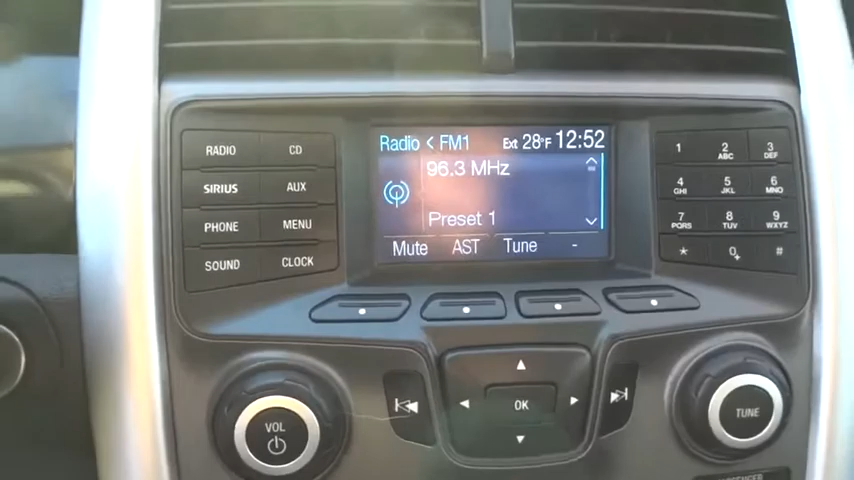 Radio < FM1 Ext 28°F 12:52
96.3 MHz
Preset 1
Mute AST Tune -
RADIO CD
SIRIUS AUX
PHONE MENU
SOUND CLOCK
1 2 ABC 3 DEF
4 GHI 5 JKL 6 MNO
7 PQRS 8 TUV 9 WXYZ
* 0 #
VOL
OK
TUNE
PASSENGER